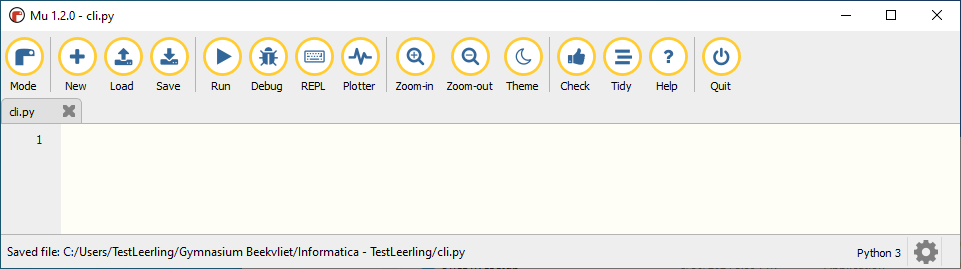 Mu 1.2.0 - cli.py
Mode New Load Save Run Debug REPL Plotter Zoom-in Zoom-out Theme Check Tidy Help Quit
cli.py
1
Saved file: C:/Users/TestLeerling/Gymnasium Beekvliet/Informatica - TestLeerling/cli.py
Python 3